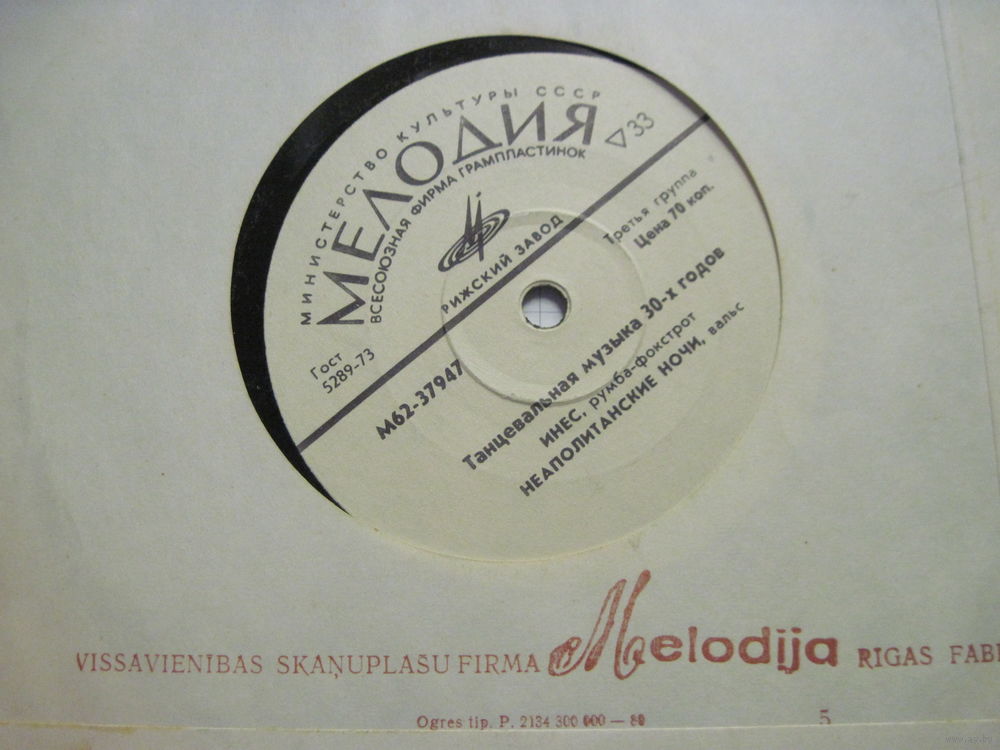 МИНИСТЕРСТВО КУЛЬТУРЫ СССР
МЕЛОДИЯ
ВСЕСОЮЗНАЯ ФИРМА ГРАМПЛАСТИНОК
33
РИЖСКИЙ ЗАВОД
Гост
5289-73
Третья группа
Цена 70 коп.
М62-37947
Танцевальная музыка 30-х годов
ИНЕС, румба-фокстрот
НЕАПОЛИТАНСКИЕ НОЧИ, вальс
VISSAVIENĪBAS SKAŅUPLAŠU FIRMA Melodija RIGAS FABR
Ogres tip. P. 2134 300 000 — 80 5